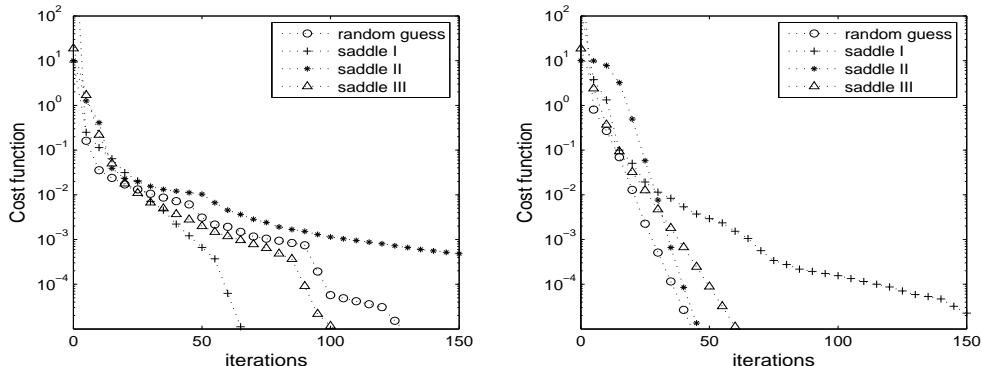 10^2
10^1
10^0
10^-1
10^-2
10^-3
10^-4
Cost function
0
50
100
150
iterations
random guess
saddle I
saddle II
saddle III
10^2
10^1
10^0
10^-1
10^-2
10^-3
10^-4
Cost function
0
50
100
150
iterations
random guess
saddle I
saddle II
saddle III